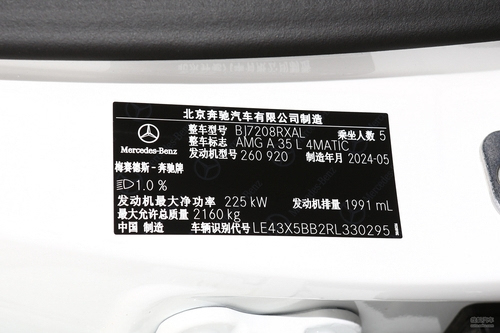 北京奔驰汽车有限公司制造
整车型号 BJ7208RXAL 乘坐人数 5
整车标志 AMG A 35 L 4MATIC
发动机型号 260 920 制造年月 2024-05
Mercedes-Benz
梅赛德斯-奔驰牌
1.0 %
发动机最大净功率 225 kW 发动机排量 1991 mL
最大允许总质量 2160 kg
中国 制造 车辆识别代号 LE43X5BB2RL330295